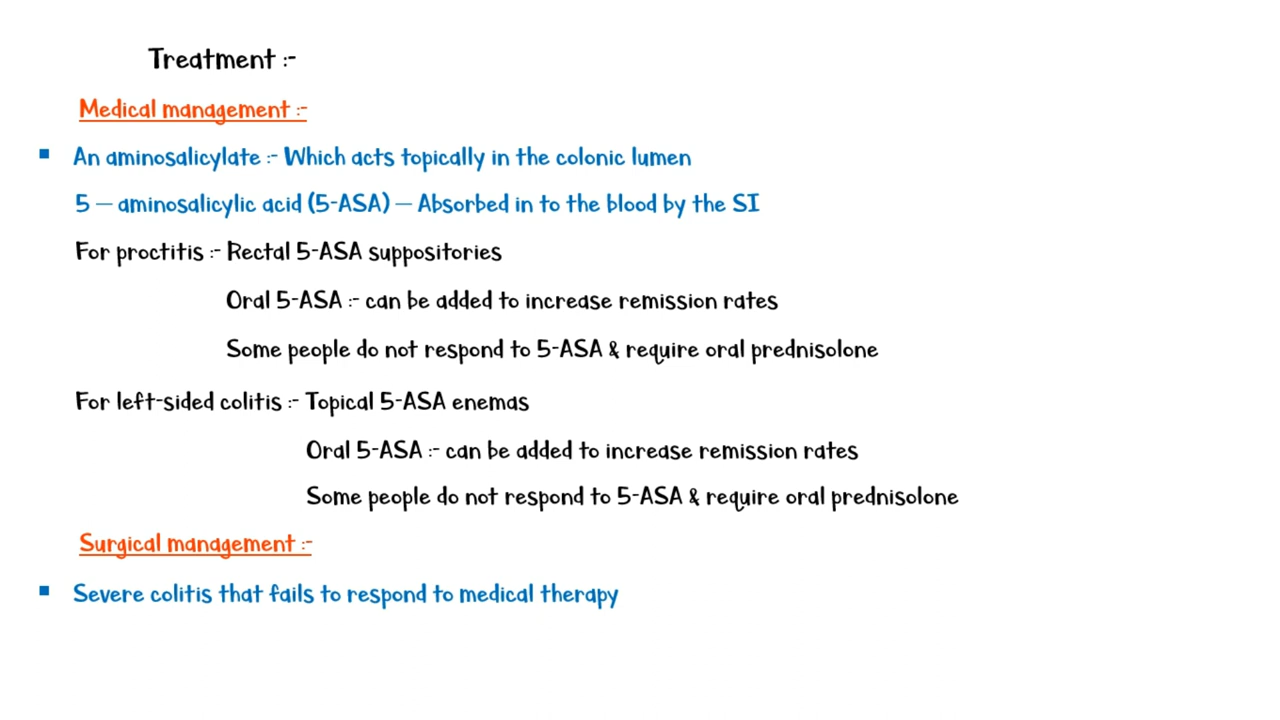 Treatment :-
Medical management :-
▪ An aminosalicylate :- Which acts topically in the colonic lumen
5 – aminosalicylic acid (5-ASA) – Absorbed in to the blood by the SI
For proctitis :- Rectal 5-ASA suppositories
Oral 5-ASA :- can be added to increase remission rates
Some people do not respond to 5-ASA & require oral prednisolone
For left-sided colitis :- Topical 5-ASA enemas
Oral 5-ASA :- can be added to increase remission rates
Some people do not respond to 5-ASA & require oral prednisolone
Surgical management :-
▪ Severe colitis that fails to respond to medical therapy